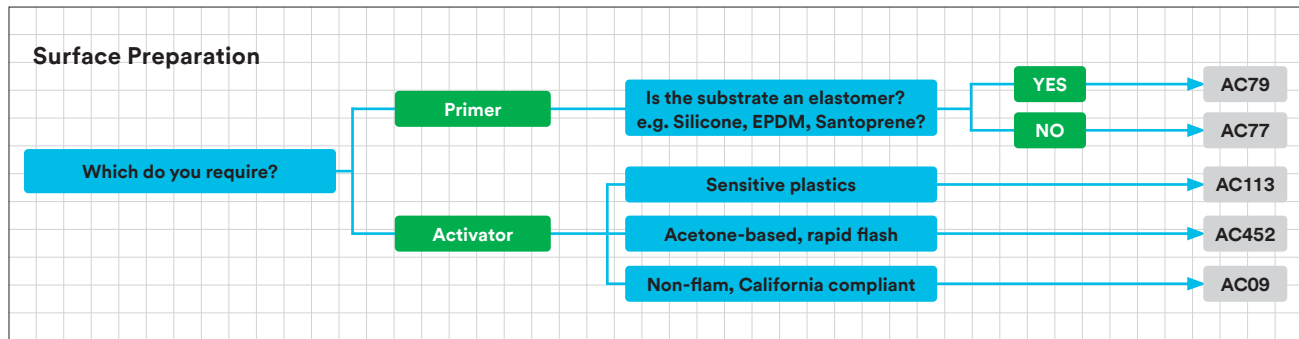 Surface Preparation
Which do you require?
Primer
Is the substrate an elastomer?
e.g. Silicone, EPDM, Santoprene?
YES
AC79
NO
AC77
Activator
Sensitive plastics
AC113
Acetone-based, rapid flash
AC452
Non-flam, California compliant
AC09